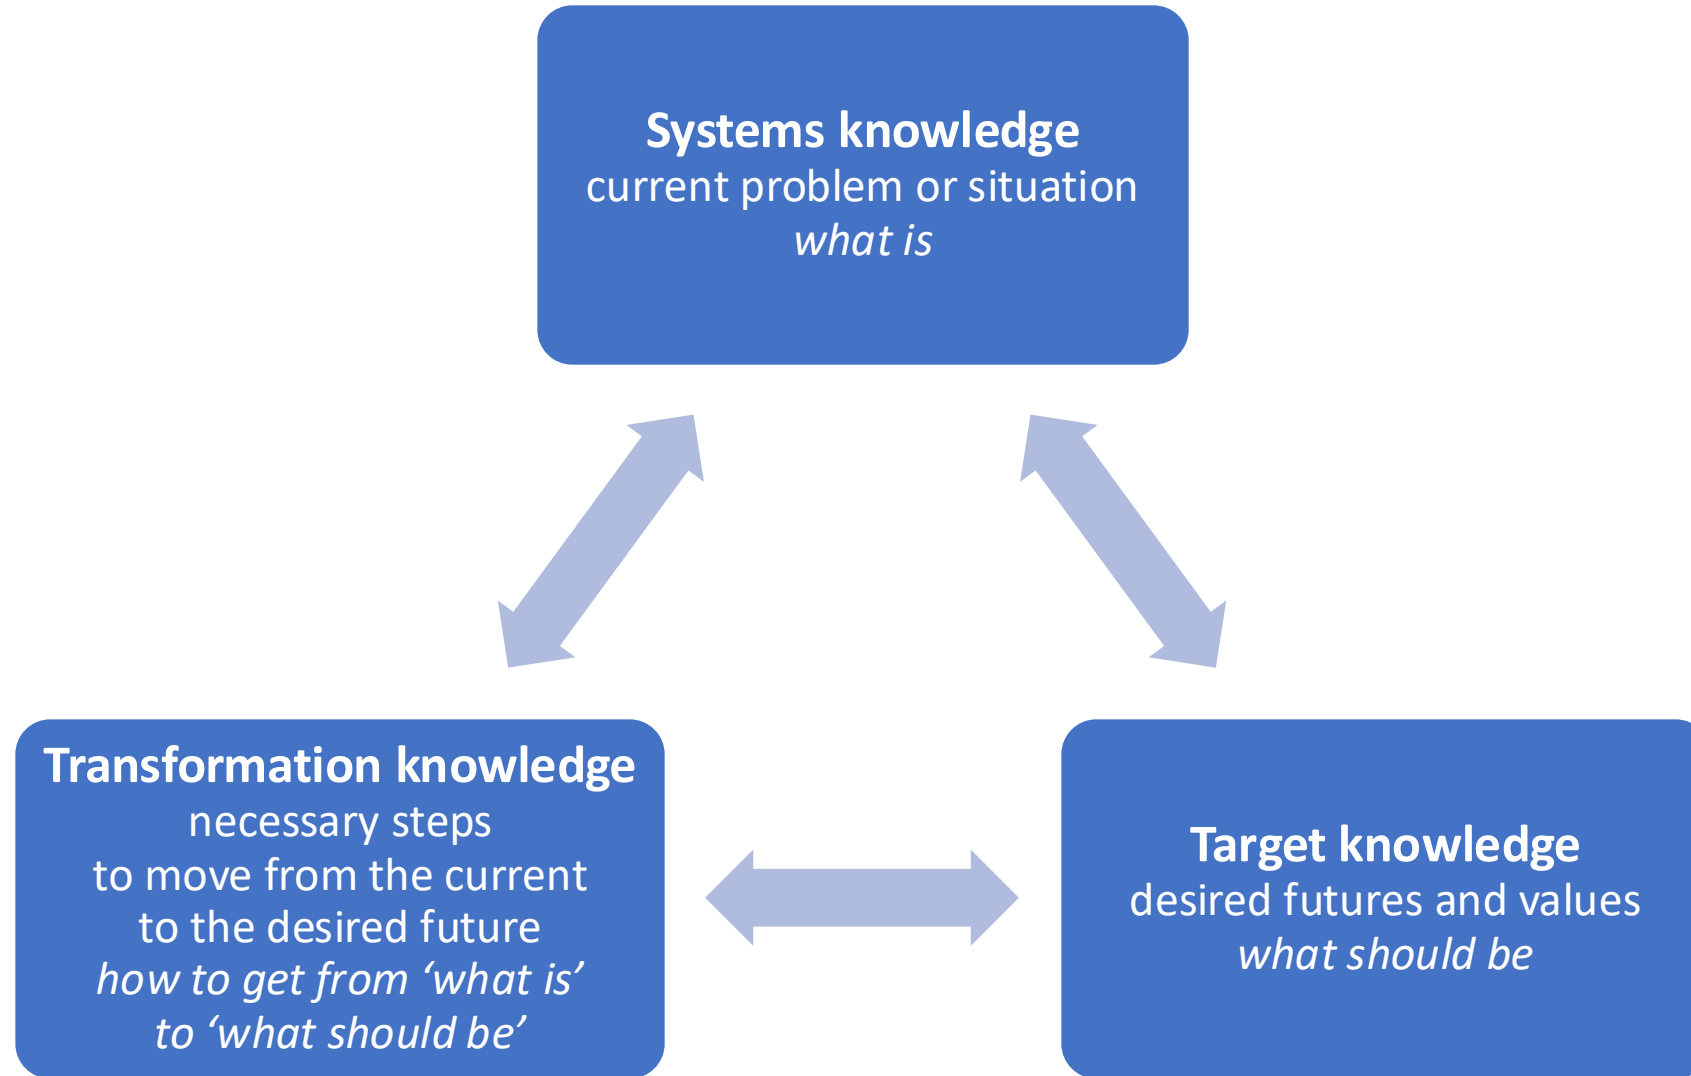 Systems knowledge
current problem or situation
what is
Transformation knowledge
necessary steps
to move from the current
to the desired future
how to get from ‘what is’
to ‘what should be’
Target knowledge
desired futures and values
what should be